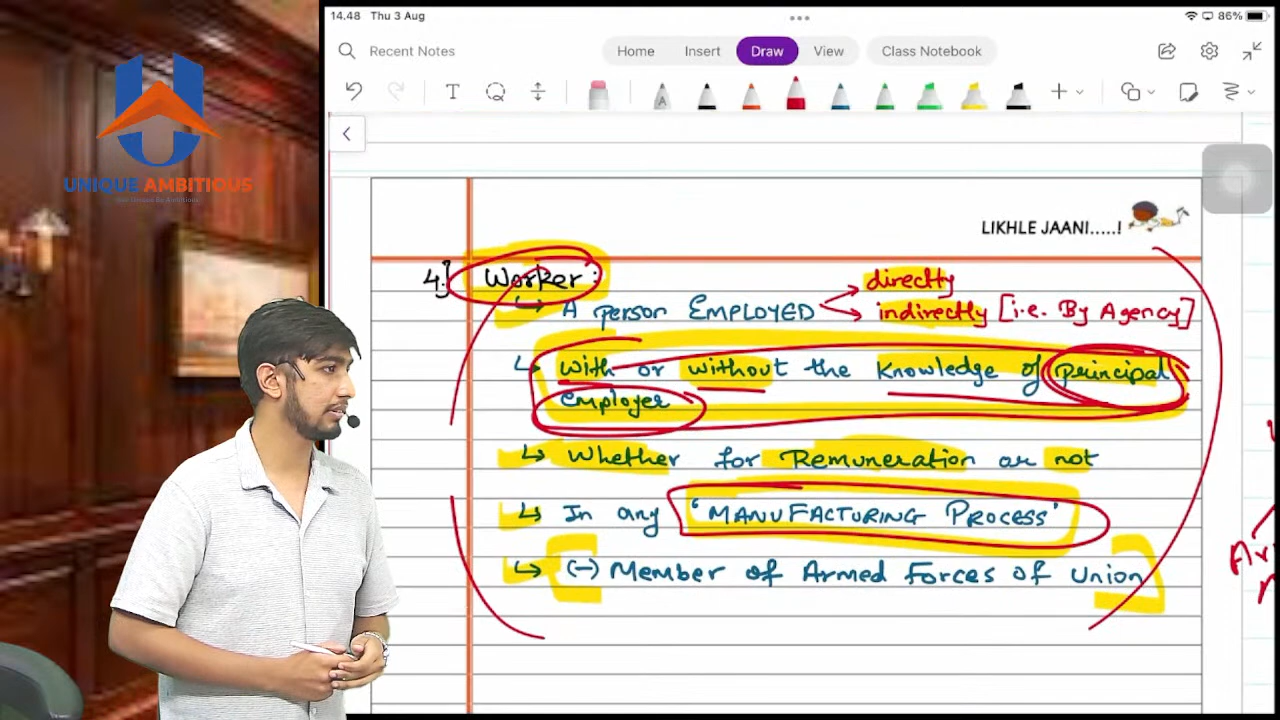 14.48 Thu 3 Aug
86%
Recent Notes
Home Insert Draw View Class Notebook
T
A
UNIQUE AMBITIOUS
LIKHLE JAANI.....!
4.] Worker :
directly
↳ A person EMPLOYED
indirectly [i.e. By Agency]
↳ With or without the knowledge of principal
employer
↳ Whether for Remuneration or not
↳ In any 'MANUFACTURING PROCESS'
↳ (-) Member of Armed Forces of Union